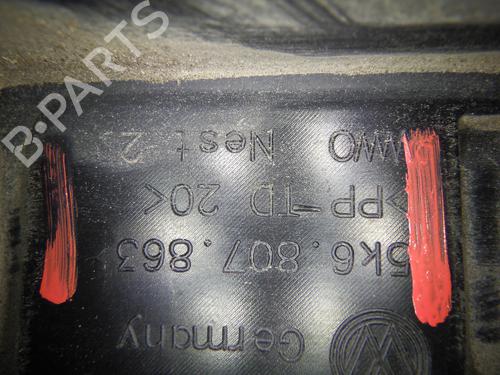 B-PARTS
Germany
5K6.807.863
>PP-TD 20<
Nest 2